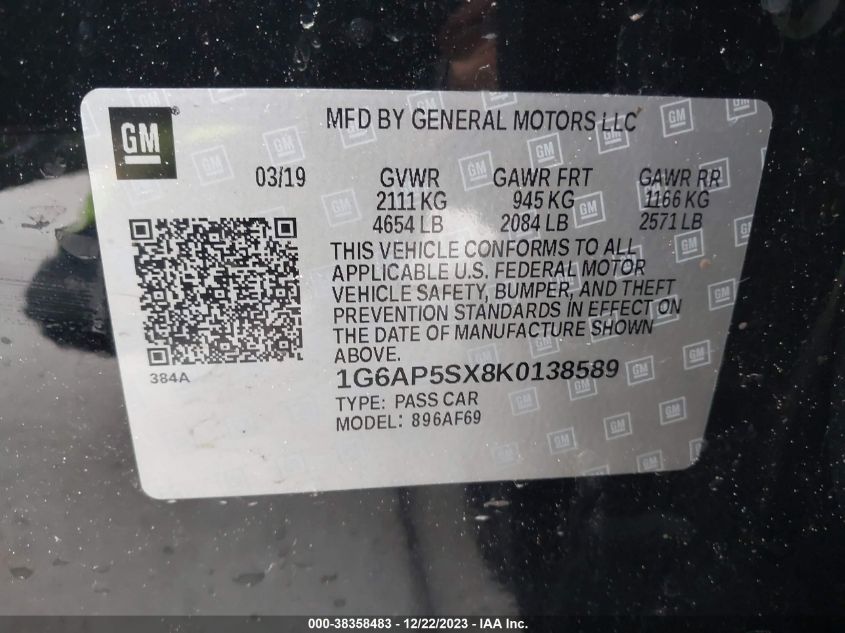 GM®
MFD BY GENERAL MOTORS LLC
03/19 GVWR GAWR FRT GAWR RR
2111 KG 945 KG 1166 KG
4654 LB 2084 LB 2571 LB
THIS VEHICLE CONFORMS TO ALL
APPLICABLE U.S. FEDERAL MOTOR
VEHICLE SAFETY, BUMPER, AND THEFT
PREVENTION STANDARDS IN EFFECT ON
THE DATE OF MANUFACTURE SHOWN
ABOVE.
384A
1G6AP5SX8K0138589
TYPE: PASS CAR
MODEL: 896AF69
000-38358483 - 12/22/2023 - IAAI.COM